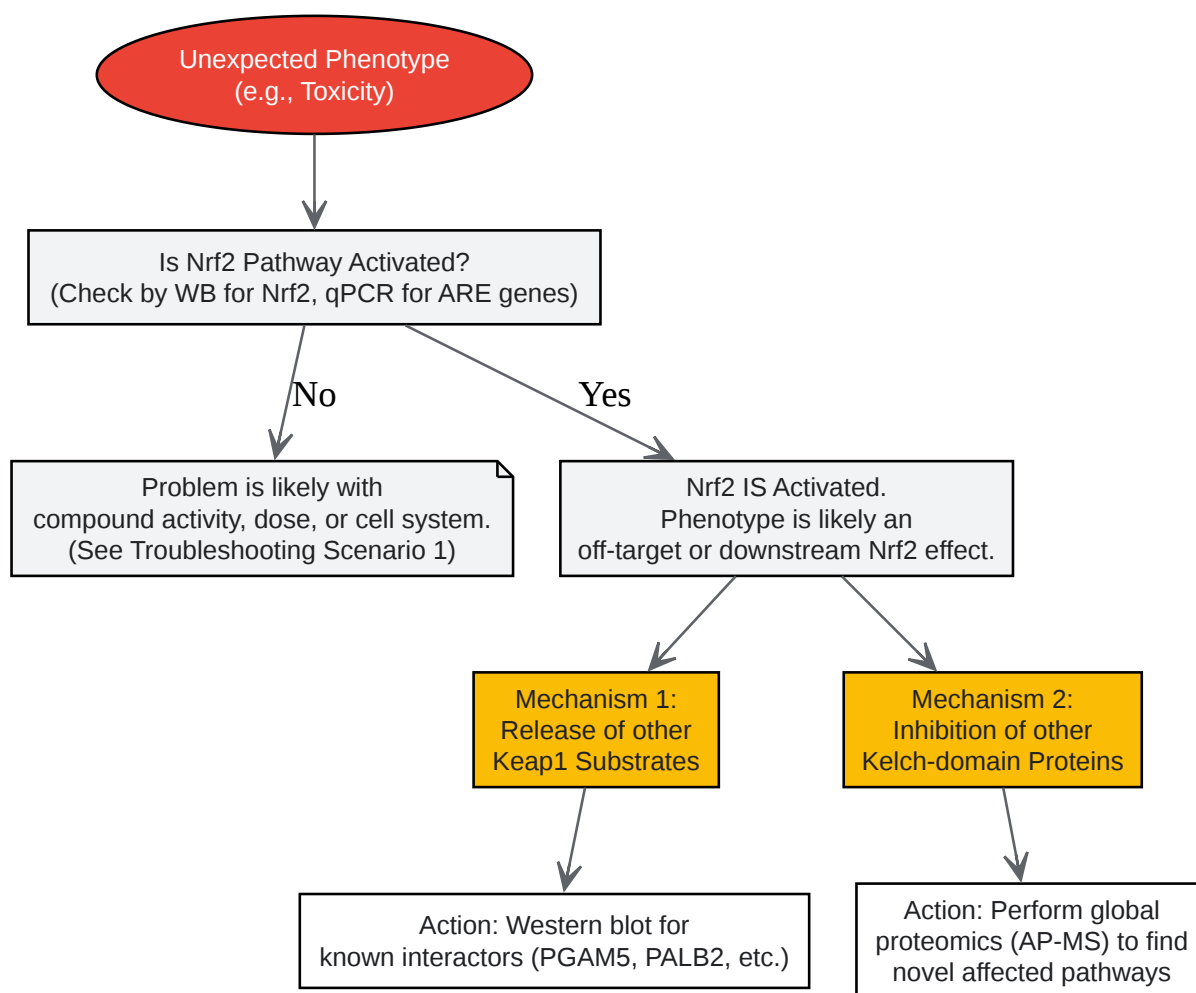 Unexpected Phenotype
(e.g., Toxicity)
Is Nrf2 Pathway Activated?
(Check by WB for Nrf2, qPCR for ARE genes)
No
Yes
Problem is likely with
compound activity, dose, or cell system.
(See Troubleshooting Scenario 1)
Nrf2 IS Activated.
Phenotype is likely an
off-target or downstream Nrf2 effect.
Mechanism 1:
Release of other
Keap1 Substrates
Mechanism 2:
Inhibition of other
Kelch-domain Proteins
Action: Western blot for
known interactors (PGAM5, PALB2, etc.)
Action: Perform global
proteomics (AP-MS) to find
novel affected pathways